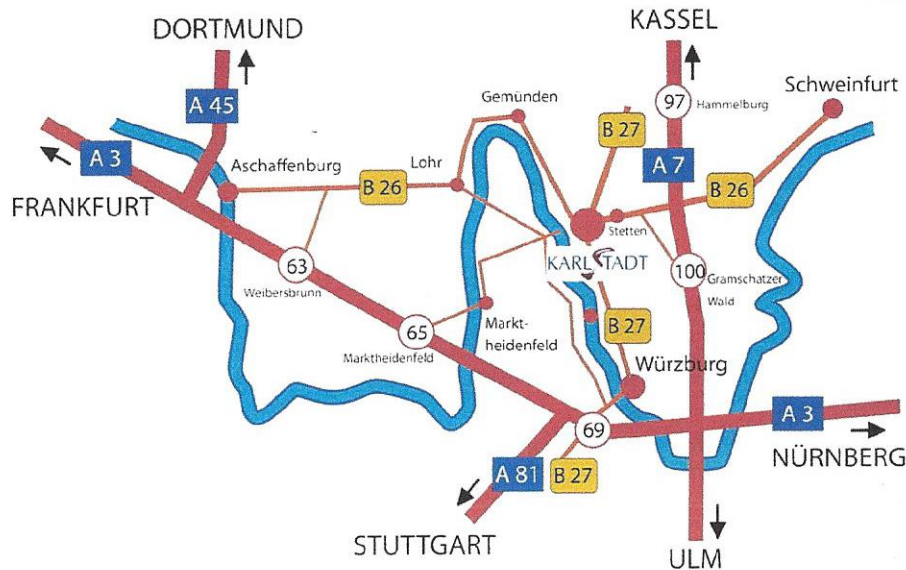 DORTMUND
KASSEL
A 45
Gemünden
97
Hammelburg
Schweinfurt
B 27
A 3
Aschaffenburg
Lohr
A 7
B 26
B 26
FRANKFURT
Stetten
63
KARLSTADT
100
Gramschatzer
Wald
Weibersbrunn
65
Markt-
heidenfeld
B 27
Marktheidenfeld
Würzburg
69
A 3
A 81
B 27
NÜRNBERG
STUTTGART
ULM